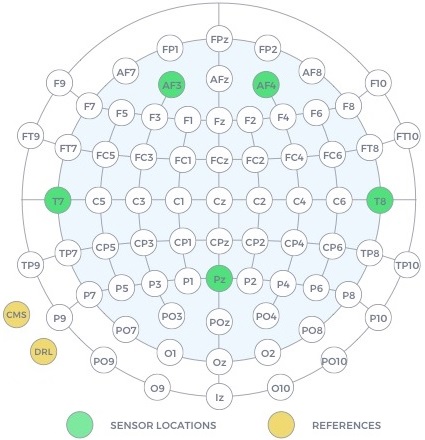 FPz
FP1 FP2
AF7 AFz AF8
F9 AF3 AF4 F10
F7 F5 F3 F1 Fz F2 F4 F6 F8
FT9 FT7 FC5 FC3 FC1 FCz FC2 FC4 FC6 FT8 FT10
T7 C5 C3 C1 Cz C2 C4 C6 T8
TP9 TP7 CP5 CP3 CP1 CPz CP2 CP4 CP6 TP8 TP10
P7 P5 P3 P1 Pz P2 P4 P6 P8
CMS P9 PO7 PO3 POz PO4 PO8 P10
DRL PO9 O1 Oz O2 PO10
O9 Iz O10
SENSOR LOCATIONS REFERENCES